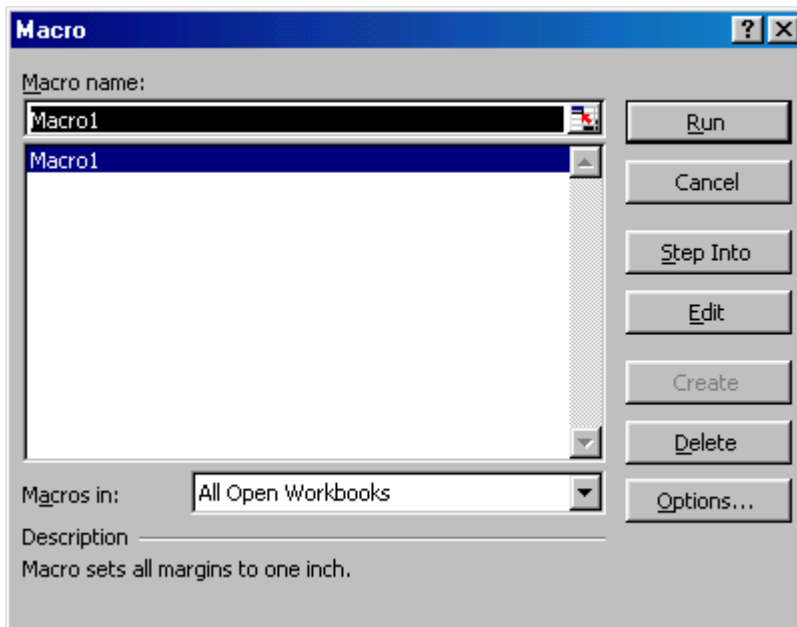 Macro
Macro name:
Macro1
Macro1
Run
Cancel
Step Into
Edit
Create
Delete
Options...
Macros in:
All Open Workbooks
Description
Macro sets all margins to one inch.